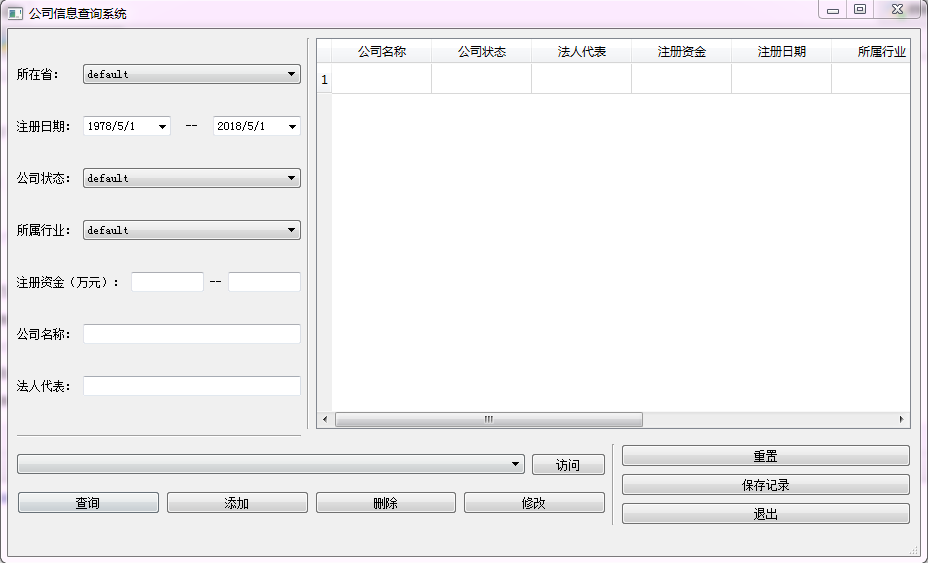 公司信息查询系统
所在省： default
注册日期： 1978/5/1 -- 2018/5/1
公司状态： default
所属行业： default
注册资金（万元）： --
公司名称：
法人代表：
公司名称 公司状态 法人代表 注册资金 注册日期 所属行业
1
访问
查询 添加 删除 修改
重置
保存记录
退出